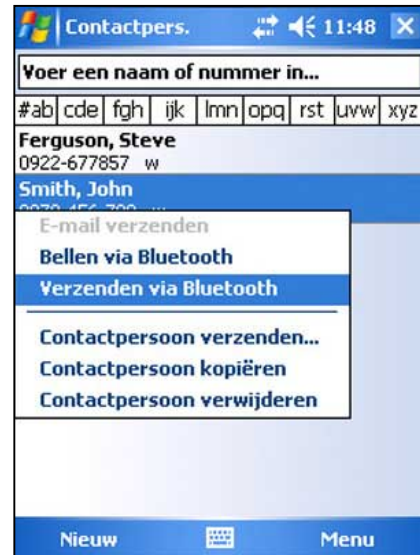 Contactpers. 11:48
Voer een naam of nummer in...
#ab cde fgh ijk lmn opq rst uvw xyz
Ferguson, Steve
0922-677857 w
Smith, John
E-mail verzenden
Bellen via Bluetooth
Verzenden via Bluetooth
Contactpersoon verzenden...
Contactpersoon kopiëren
Contactpersoon verwijderen
Nieuw Menu